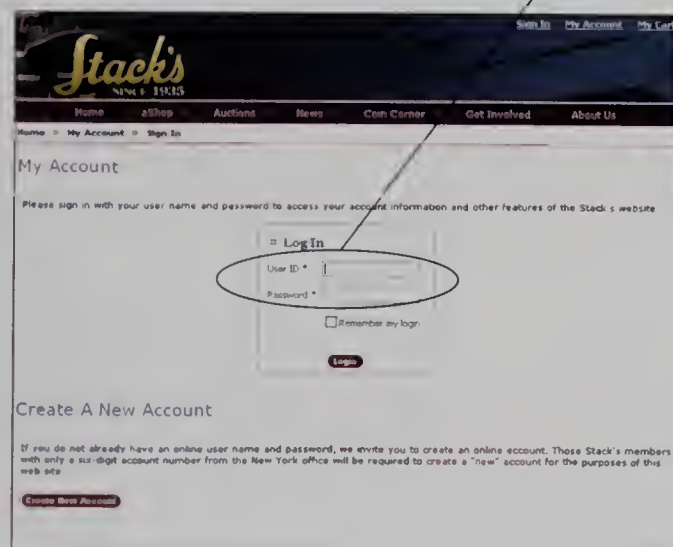 Sign In My Account My Cart
Stack's
SINCE 1935
Home eShop Auctions News Coin Corner Get Involved About Us
Home » My Account » Sign In
My Account
Please sign in with your user name and password to access your account information and other features of the Stack s website
Log In
User ID *
Password *
Remember my login
Login
Create A New Account
If you do not already have an online user name and password, we invite you to create an online account. Those Stack's members
with only a six-digit account number from the New York office will be required to create a "new" account for the purposes of this
web site
Create New Account